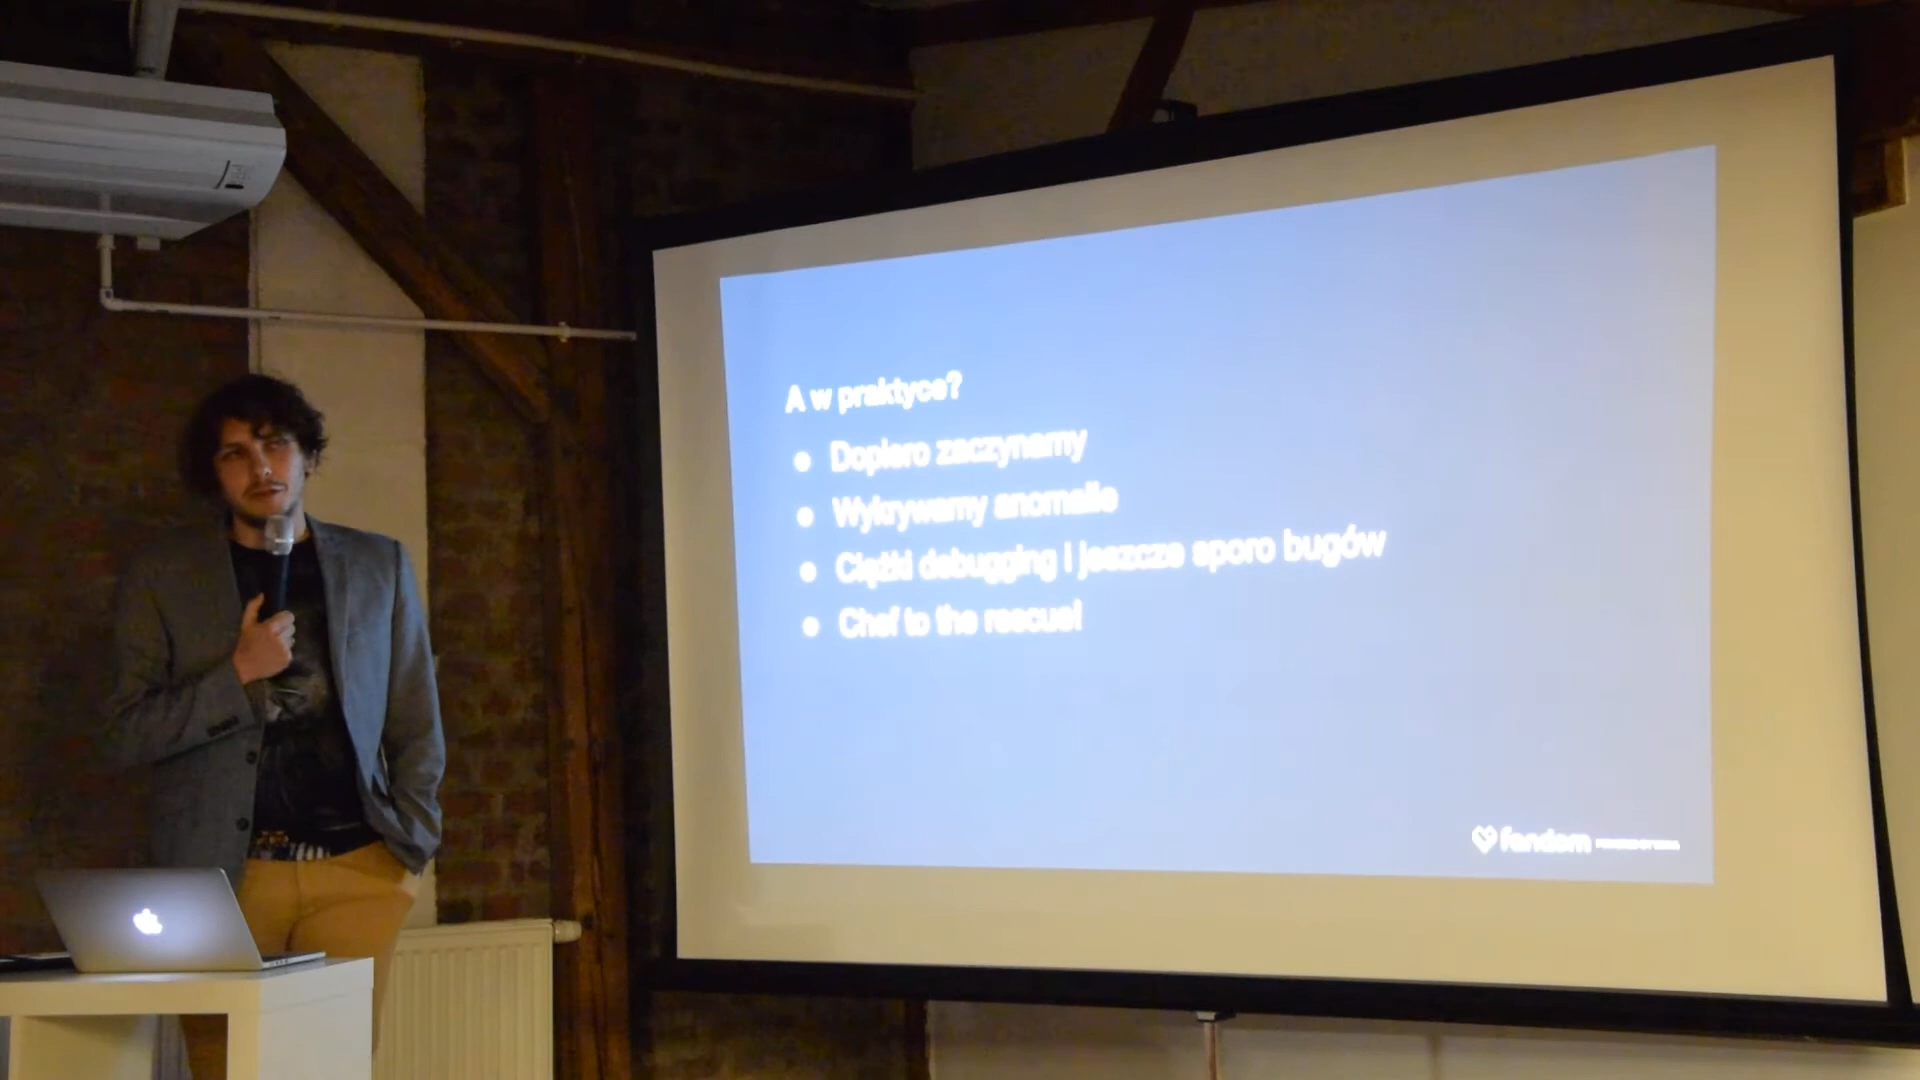 A w praktyce?
● Dopiero zaczynamy
● Wykrywamy anomalie
● Ciężki debugging i jeszcze sporo bugów
● Chef to the rescue!
fandom